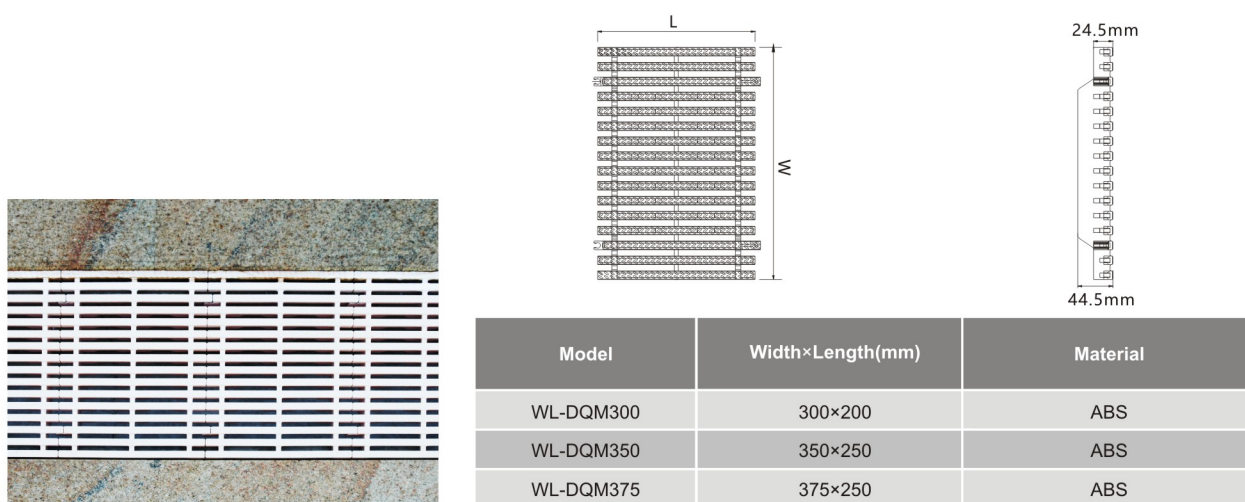 L
W
24.5mm
44.5mm
Model Width×Length(mm) Material
WL-DQM300 300×200 ABS
WL-DQM350 350×250 ABS
WL-DQM375 375×250 ABS